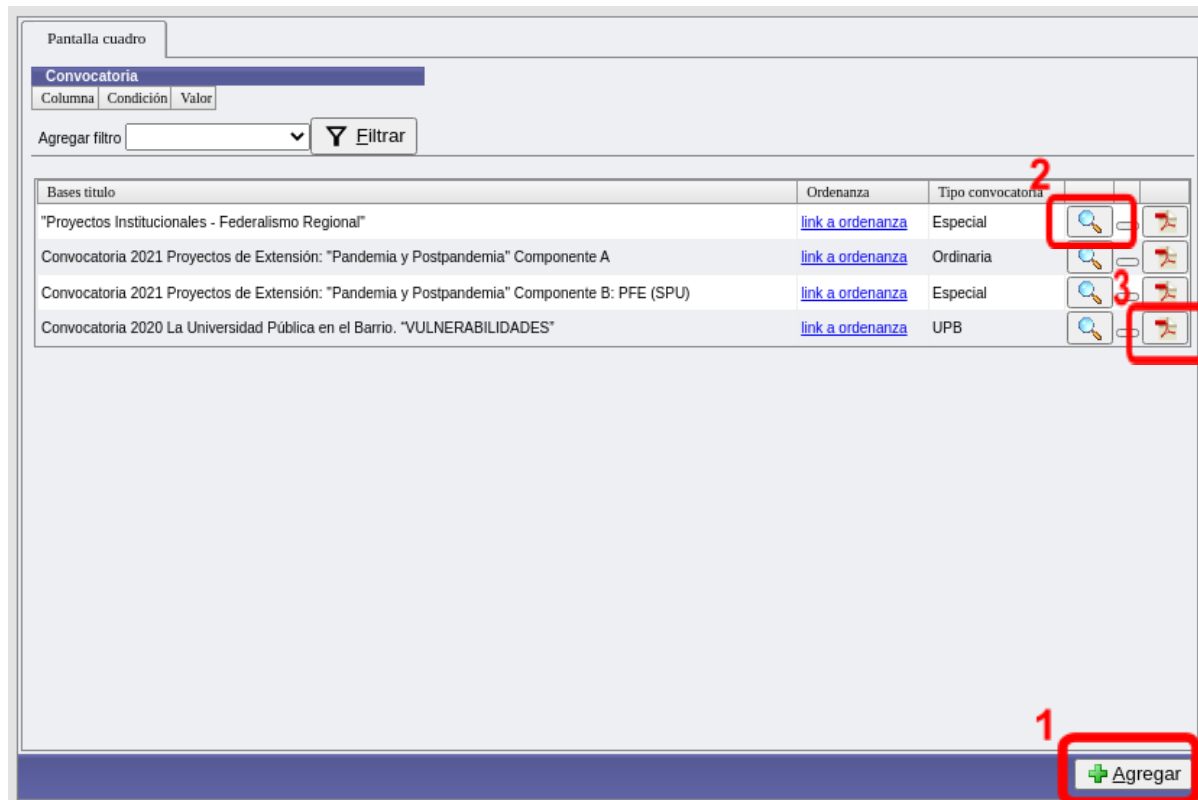 Pantalla cuadro
Convocatoria
Columna Condición Valor
Agregar filtro Filtrar
2
Bases titulo Ordenanza Tipo convocatoria
"Proyectos Institucionales - Federalismo Regional" link a ordenanza Especial
Convocatoria 2021 Proyectos de Extensión: "Pandemia y Postpandemia" Componente A link a ordenanza Ordinaria
Convocatoria 2021 Proyectos de Extensión: "Pandemia y Postpandemia" Componente B: PFE (SPU) link a ordenanza Especial
3
Convocatoria 2020 La Universidad Pública en el Barrio. “VULNERABILIDADES” link a ordenanza UPB
1
Agregar